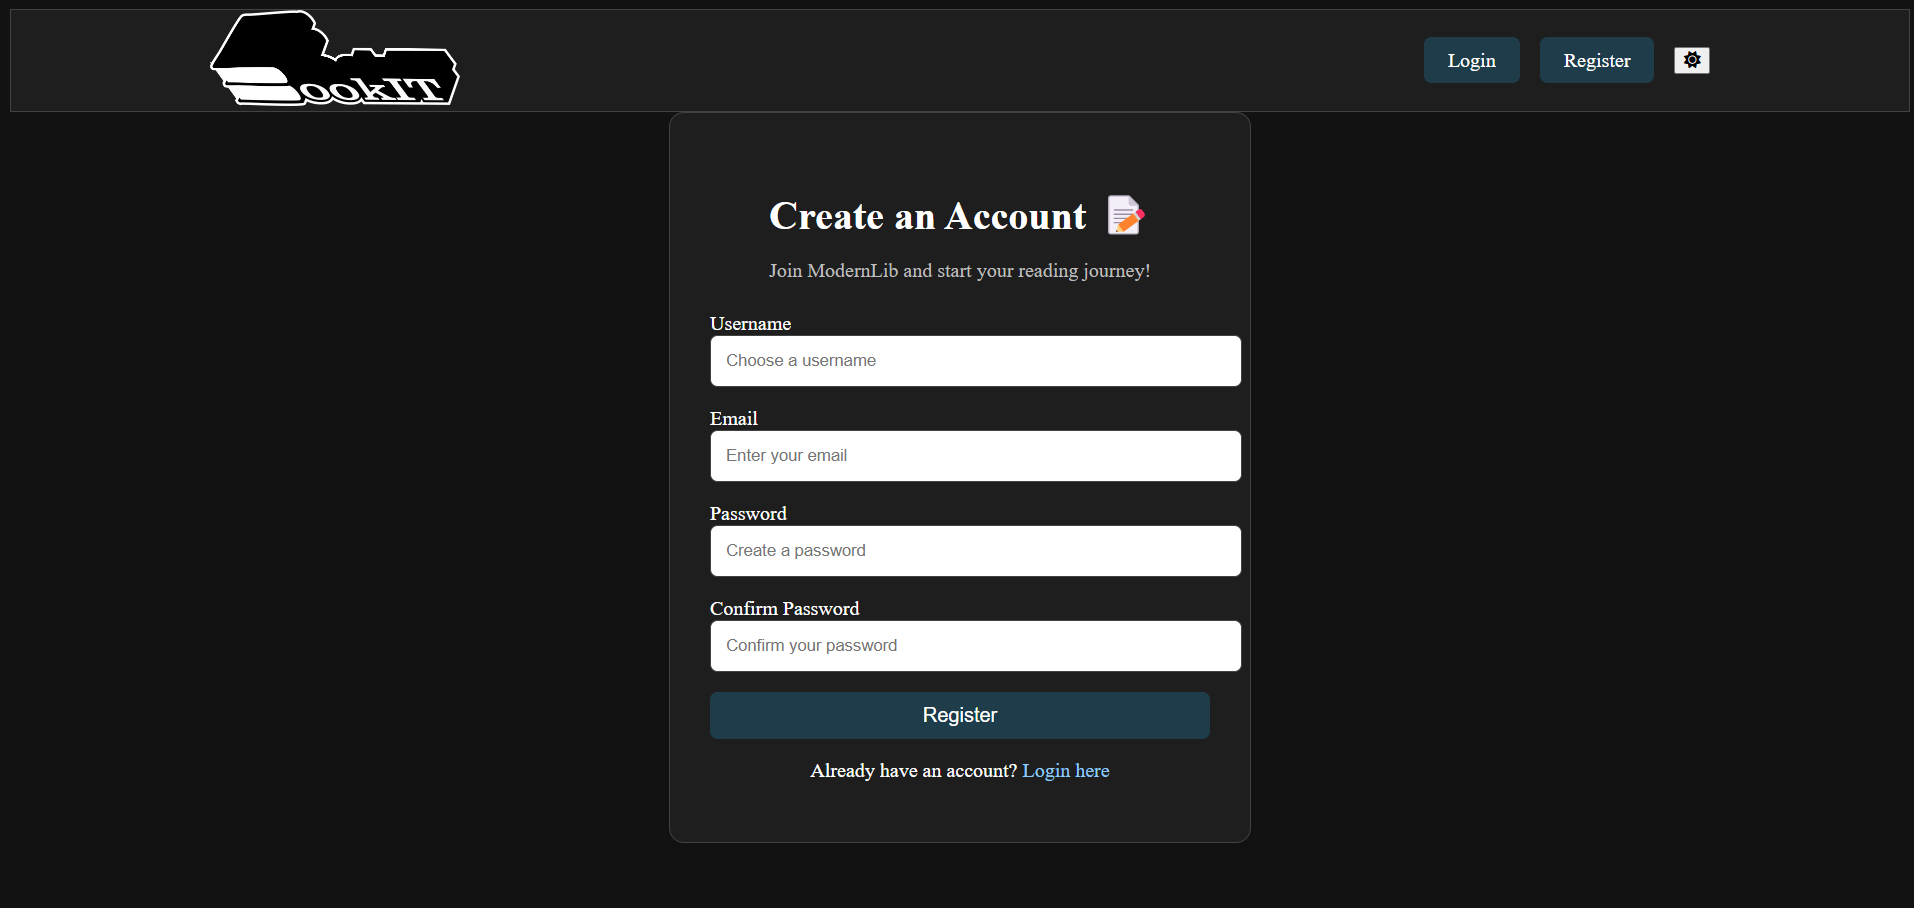 ookIT
Login
Register
Create an Account
Join ModernLib and start your reading journey!
Username
Choose a username
Email
Enter your email
Password
Create a password
Confirm Password
Confirm your password
Register
Already have an account? Login here